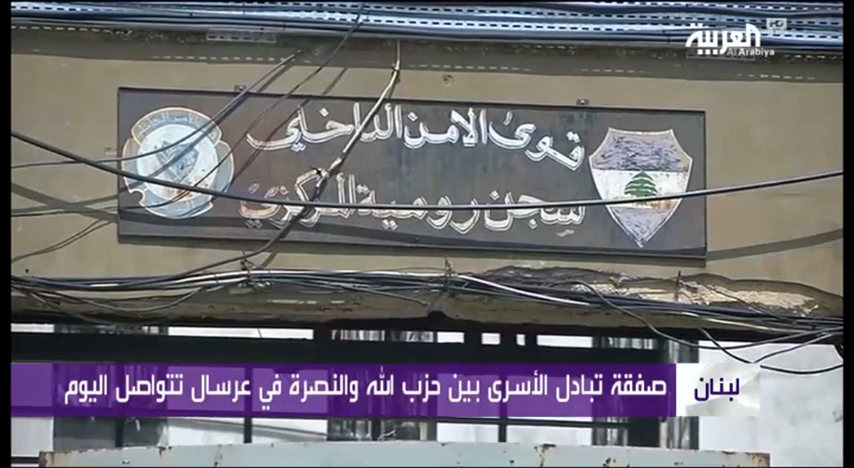 العربية HD
Al Arabiya
قوى الامن الداخلي
سجن رومية المركزي
لبنان
صفقة تبادل الأسرى بين حزب الله والنصرة في عرسال تتواصل اليوم